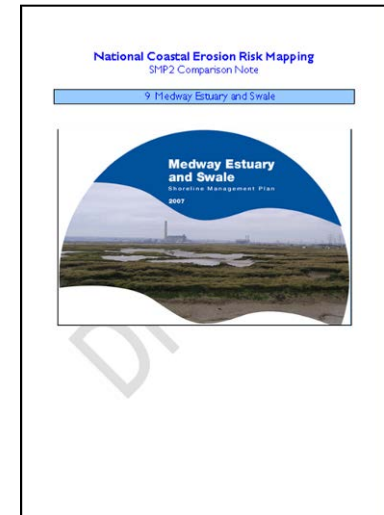 National Coastal Erosion Risk Mapping
SMP2 Comparison Note
9 Medway Estuary and Swale
Medway Estuary
and Swale
Shoreline Management Plan
2007